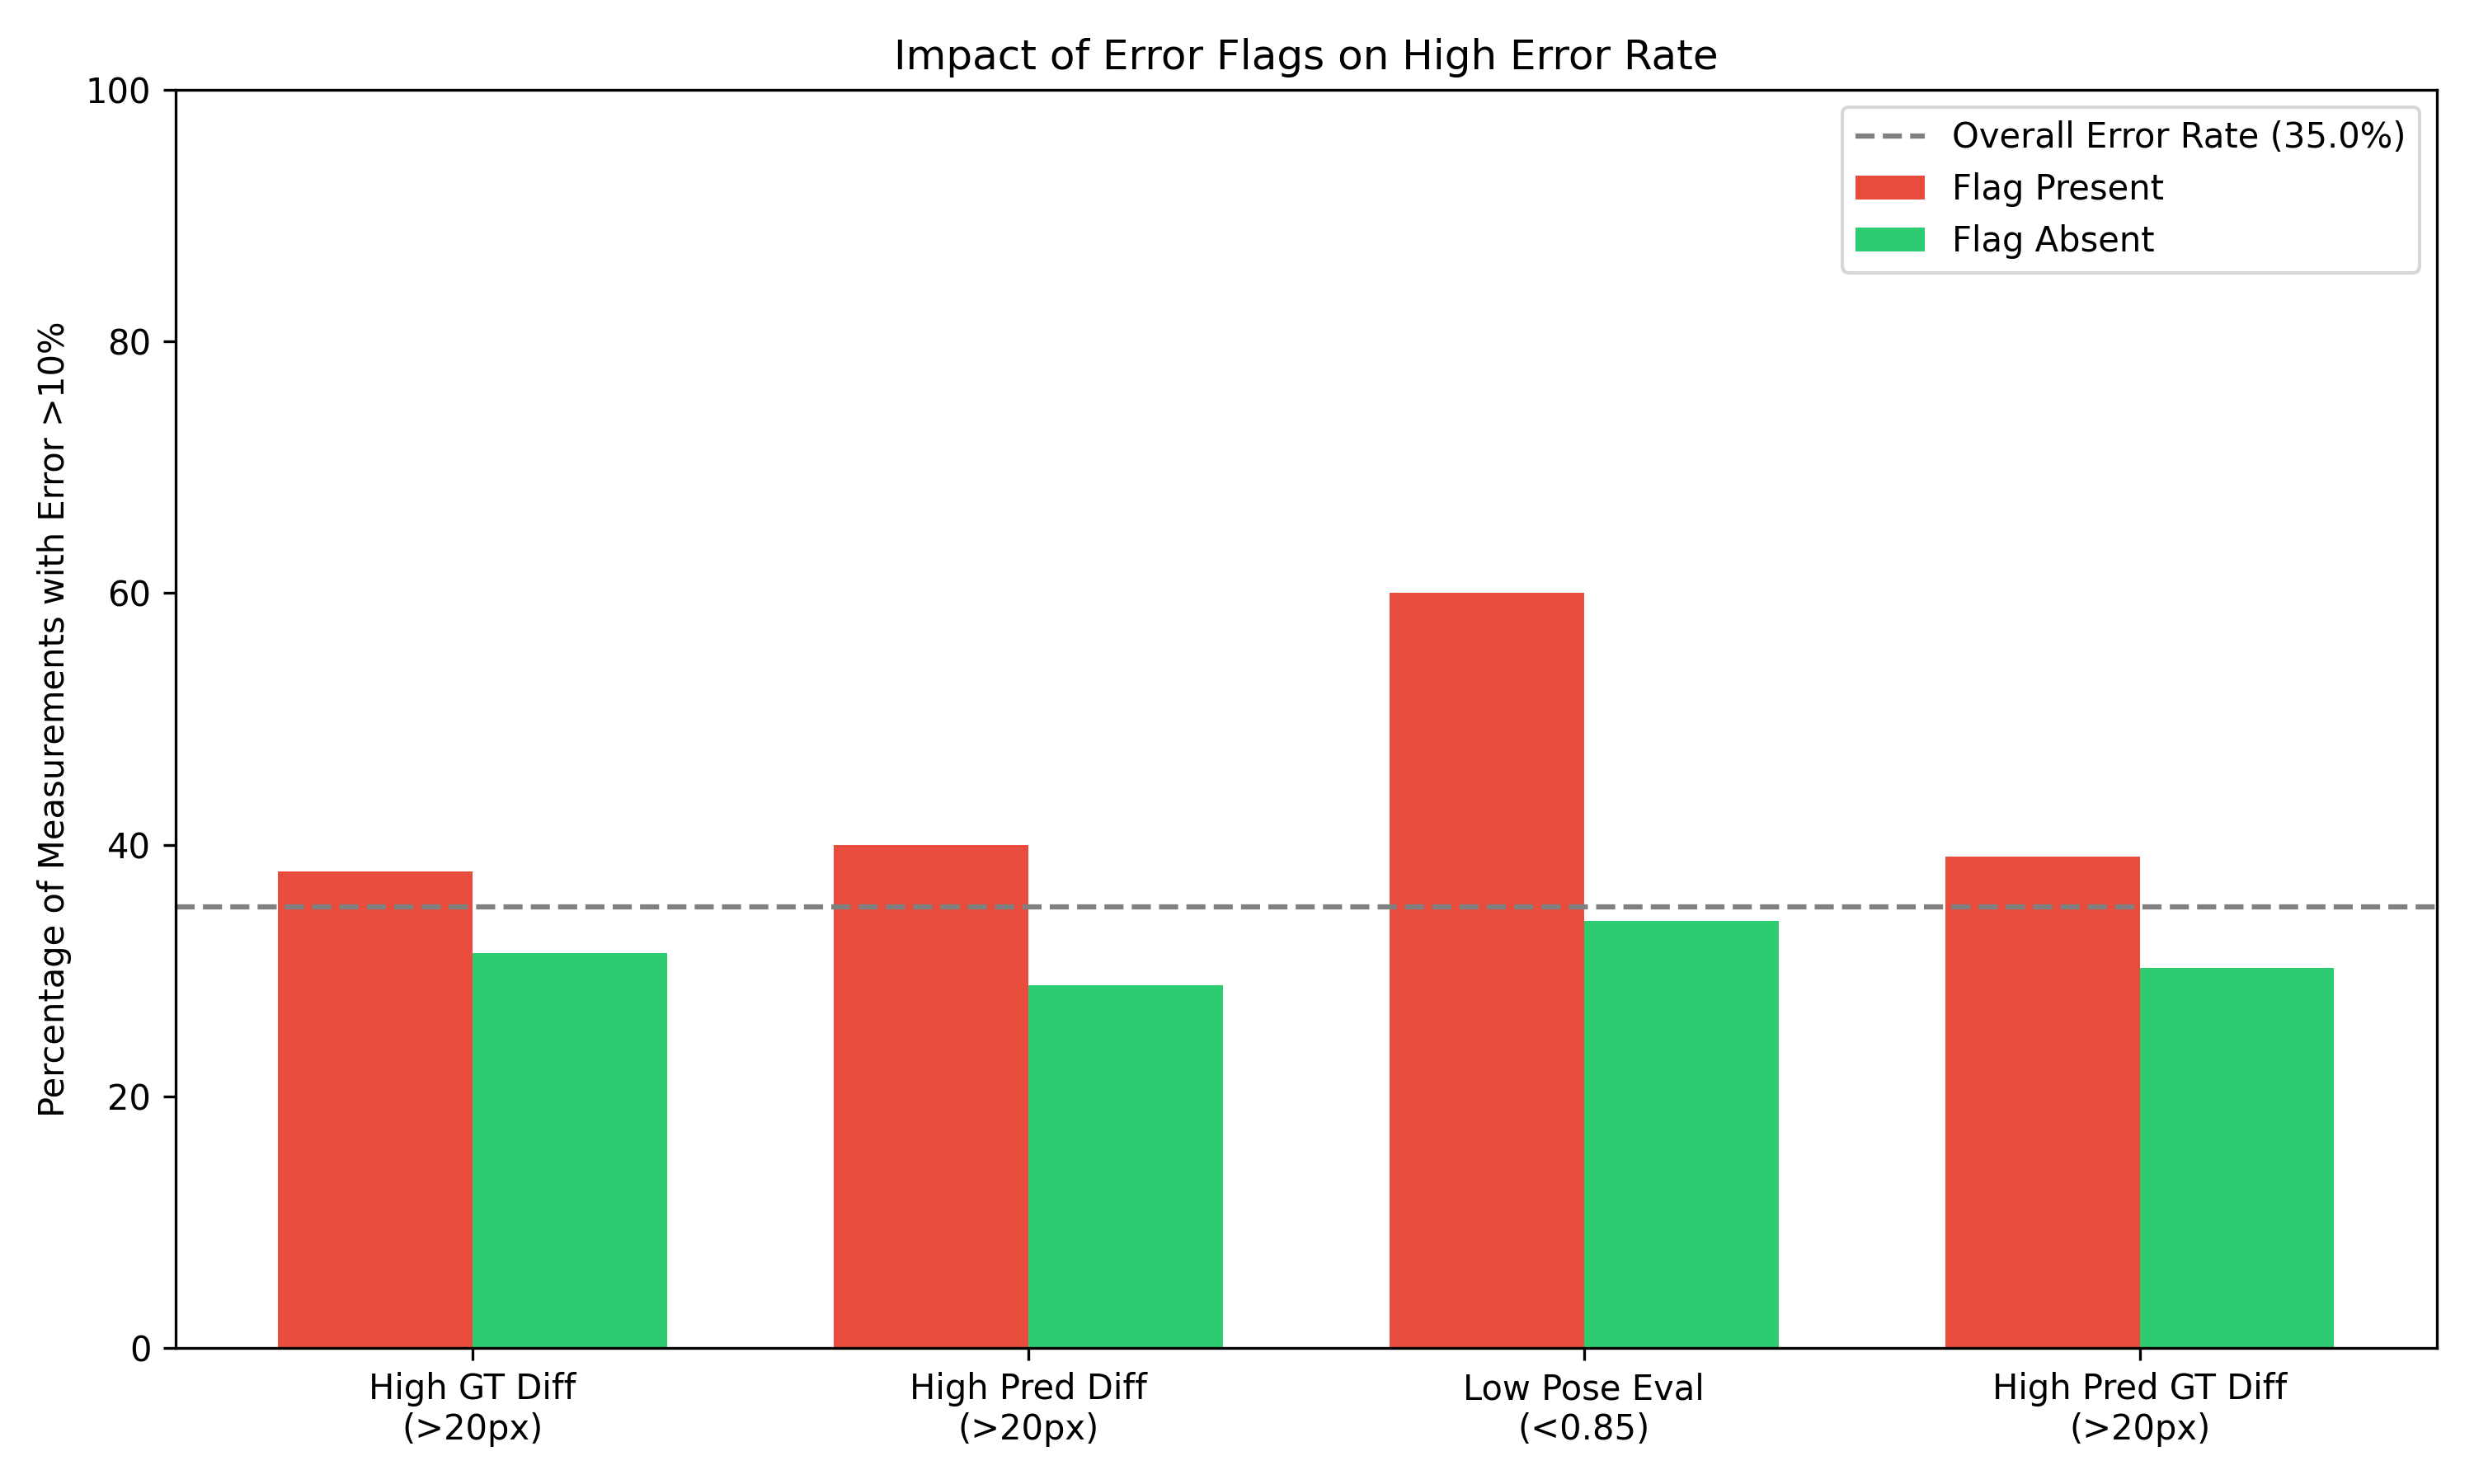 Impact of Error Flags on High Error Rate
Percentage of Measurements with Error >10%
100
80
60
40
20
0
Overall Error Rate (35.0%)
Flag Present
Flag Absent
High GT Diff
(>20px)
High Pred Diff
(>20px)
Low Pose Eval
(<0.85)
High Pred GT Diff
(>20px)